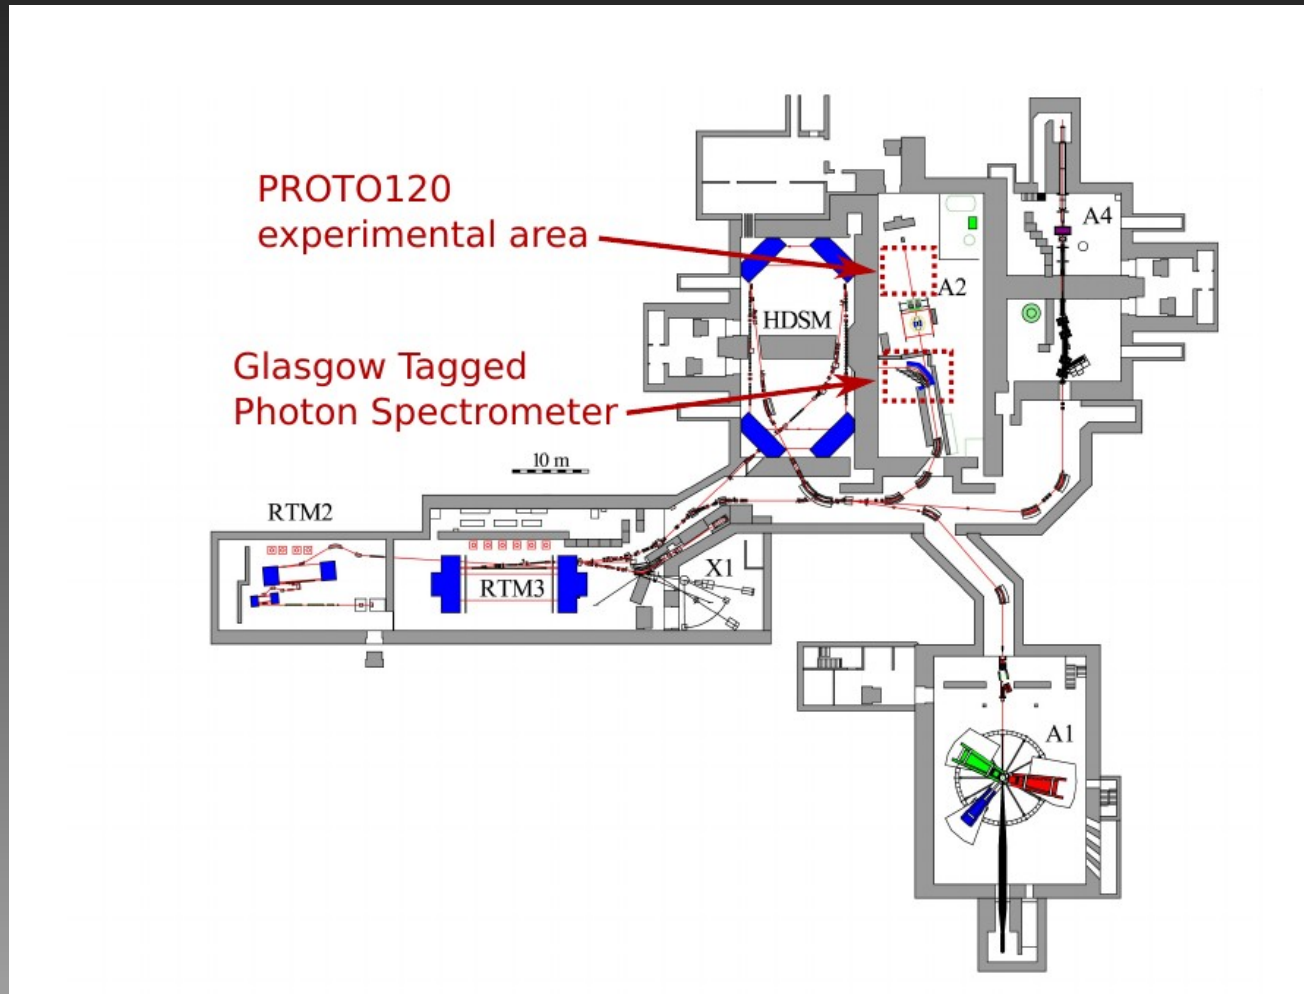 PROTO120
experimental area
A4
A2
HDSM
Glasgow Tagged
Photon Spectrometer
10 m
RTM2
RTM3
X1
A1